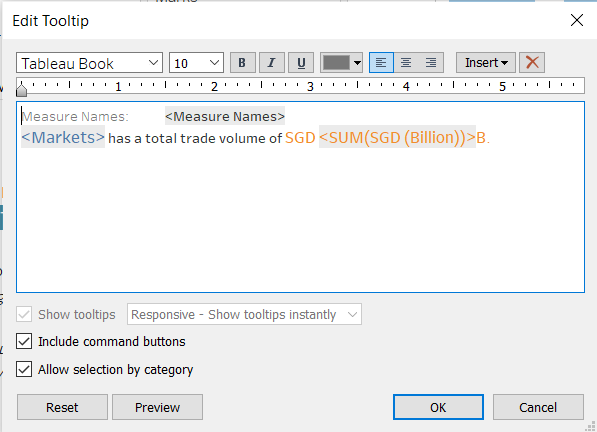 Edit Tooltip
Tableau Book 10 B I U Insert
1 2 3 4 5
Measure Names: <Measure Names>
<Markets> has a total trade volume of SGD <SUM(SGD (Billion))>B.
Show tooltips Responsive - Show tooltips instantly
Include command buttons
Allow selection by category
Reset Preview OK Cancel